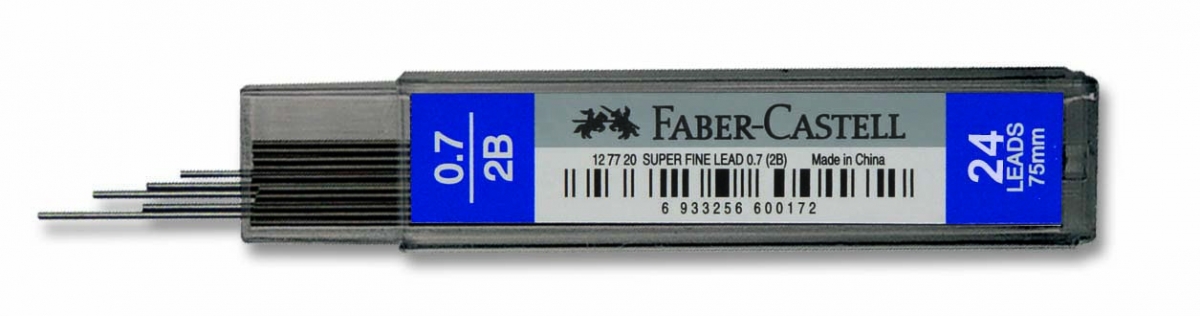 0.7
2B
FABER-CASTELL
12 77 20 SUPER FINE LEAD 0.7 (2B) Made in China
6 933256 600172
24
LEADS
75mm